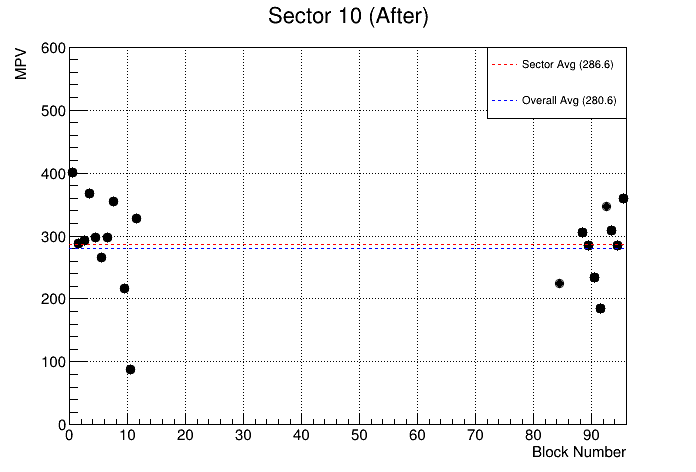 Sector 10 (After)
MPV
600
Sector Avg (286.6)
Overall Avg (280.6)
500
400
300
200
100
0
0 10 20 30 40 50 60 70 80 90
Block Number